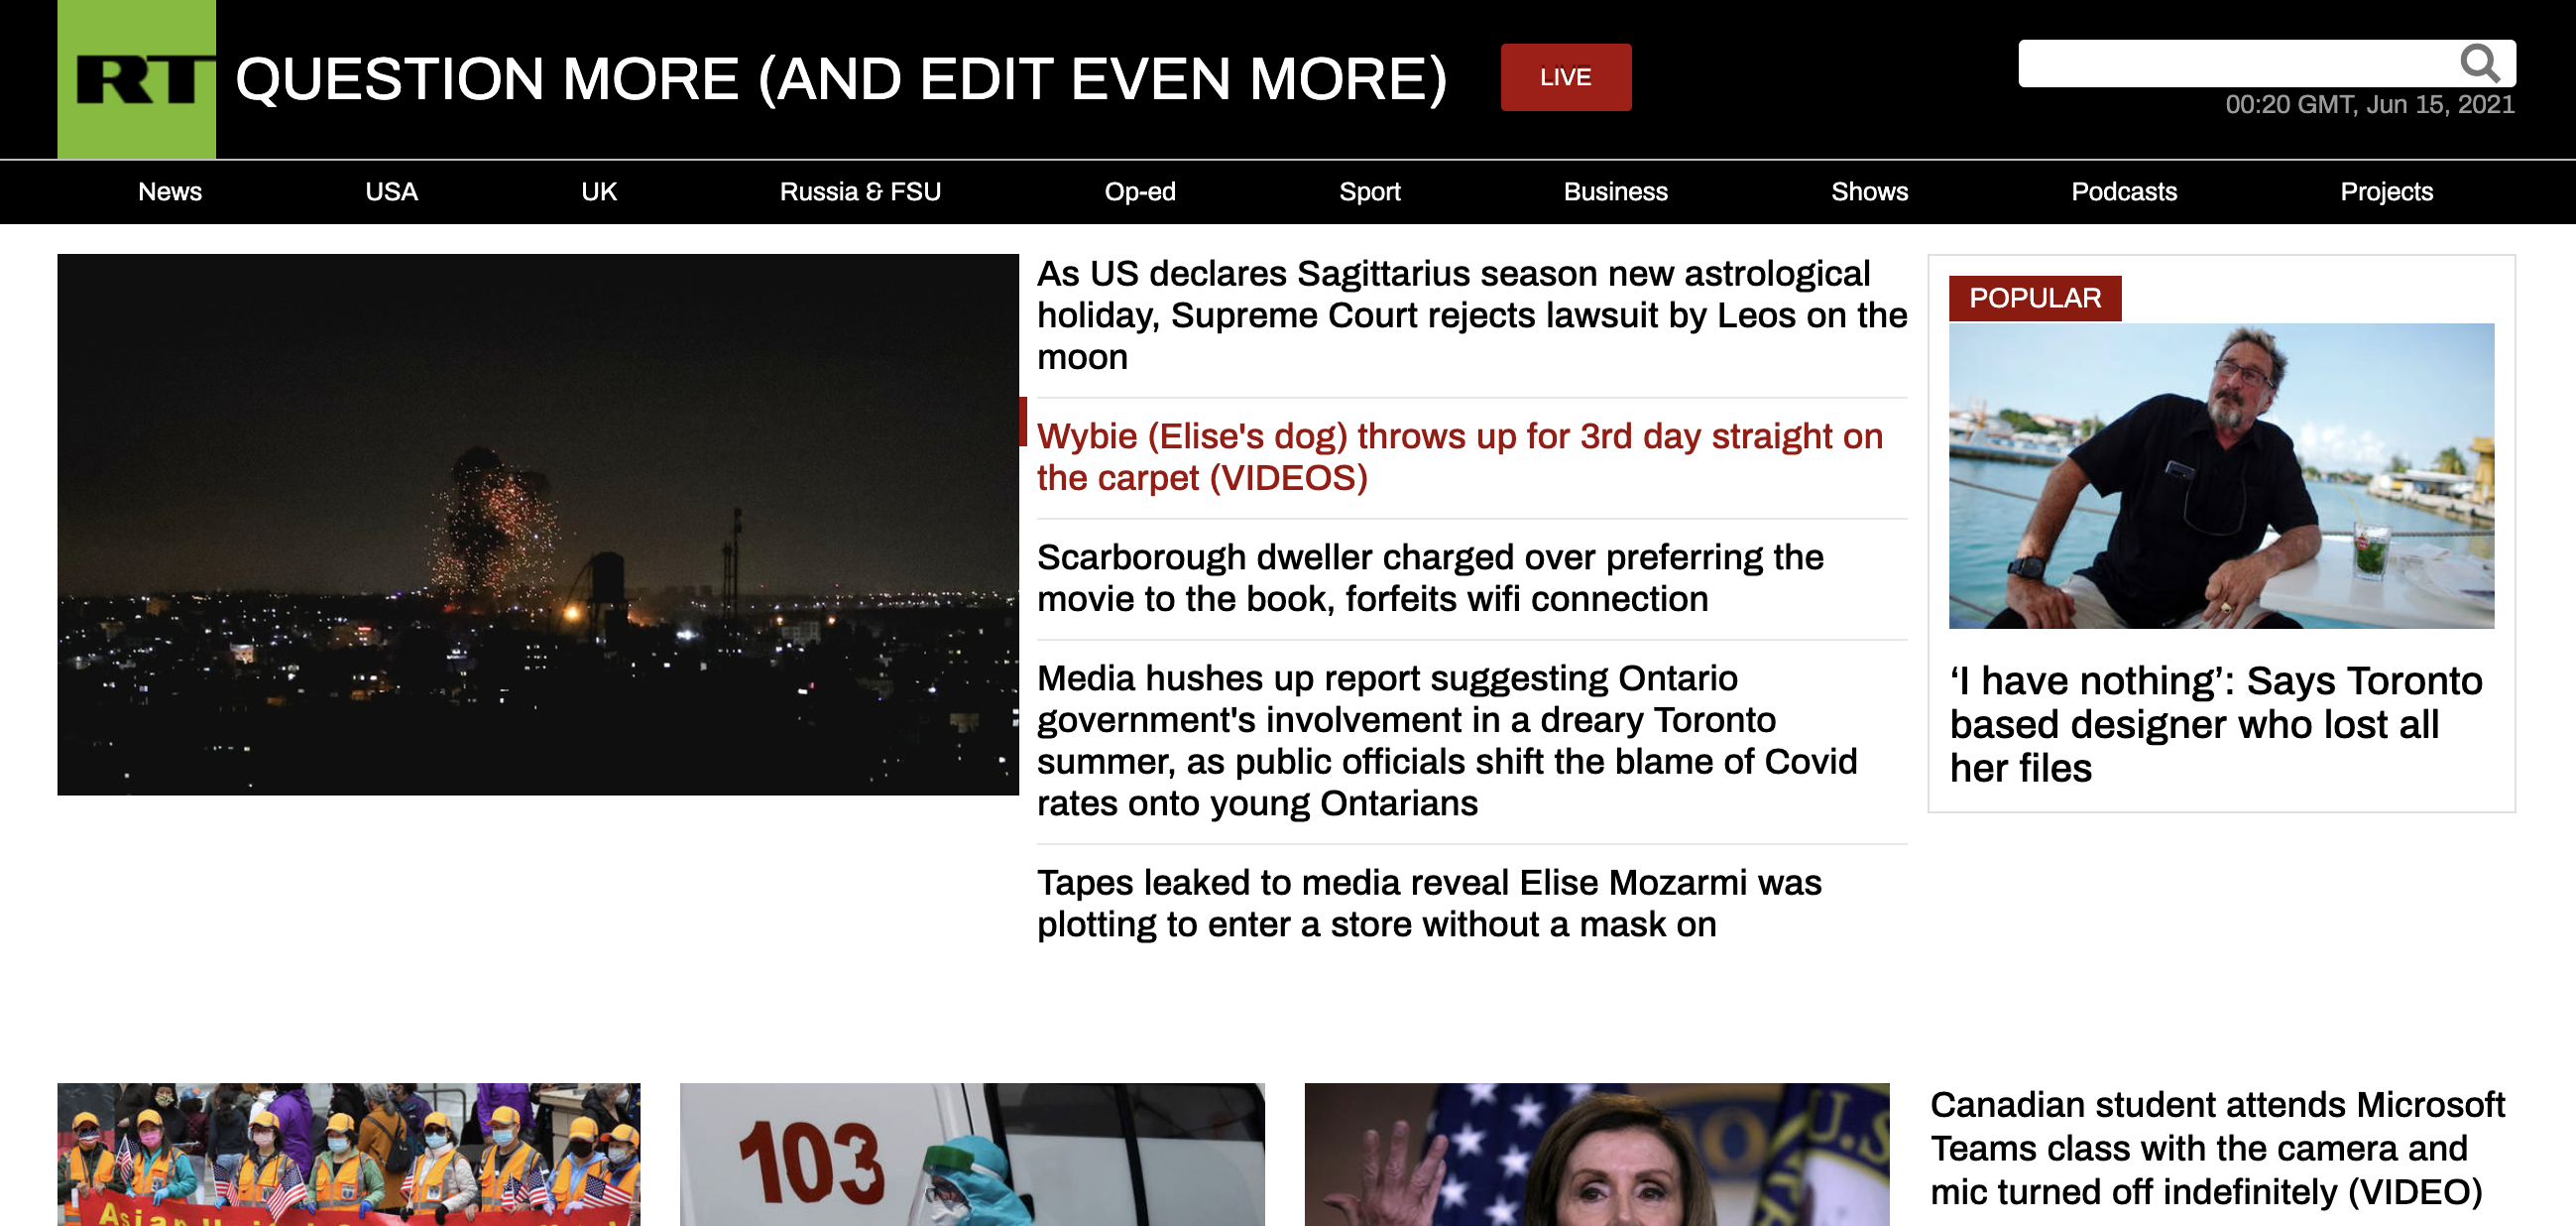 RT
QUESTION MORE (AND EDIT EVEN MORE)
LIVE
00:20 GMT, Jun 15, 2021
News
USA
UK
Russia & FSU
Op-ed
Sport
Business
Shows
Podcasts
Projects
As US declares Sagittarius season new astrological
holiday, Supreme Court rejects lawsuit by Leos on the
moon
Wybie (Elise's dog) throws up for 3rd day straight on
the carpet (VIDEOS)
Scarborough dweller charged over preferring the
movie to the book, forfeits wifi connection
Media hushes up report suggesting Ontario
government's involvement in a dreary Toronto
summer, as public officials shift the blame of Covid
rates onto young Ontarians
Tapes leaked to media reveal Elise Mozarmi was
plotting to enter a store without a mask on
POPULAR
‘I have nothing’: Says Toronto
based designer who lost all
her files
Asian
103
U.S
Canadian student attends Microsoft
Teams class with the camera and
mic turned off indefinitely (VIDEO)